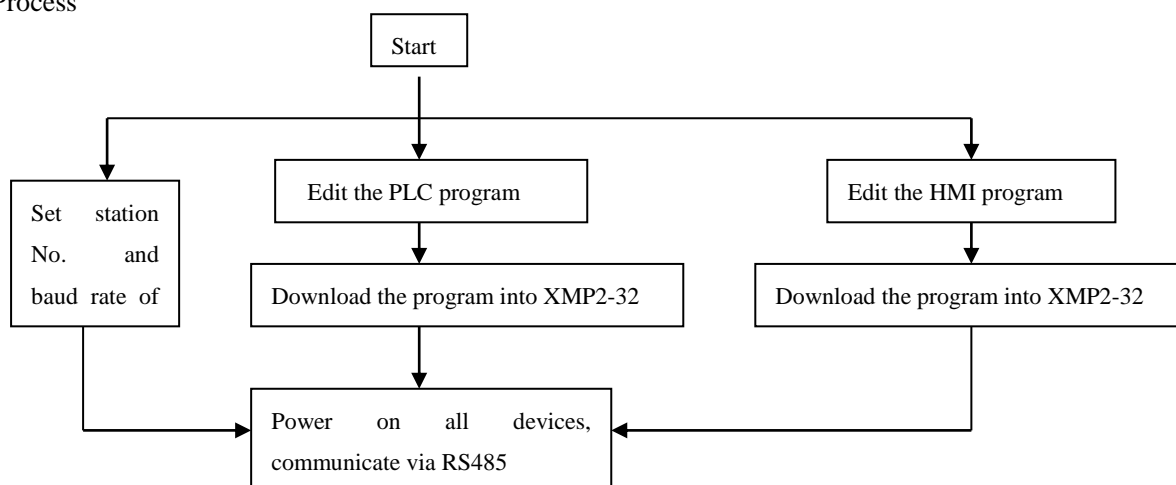 Process
Start
Set station
No. and
baud rate of
Edit the PLC program
Edit the HMI program
Download the program into XMP2-32
Download the program into XMP2-32
Power on all devices,
communicate via RS485